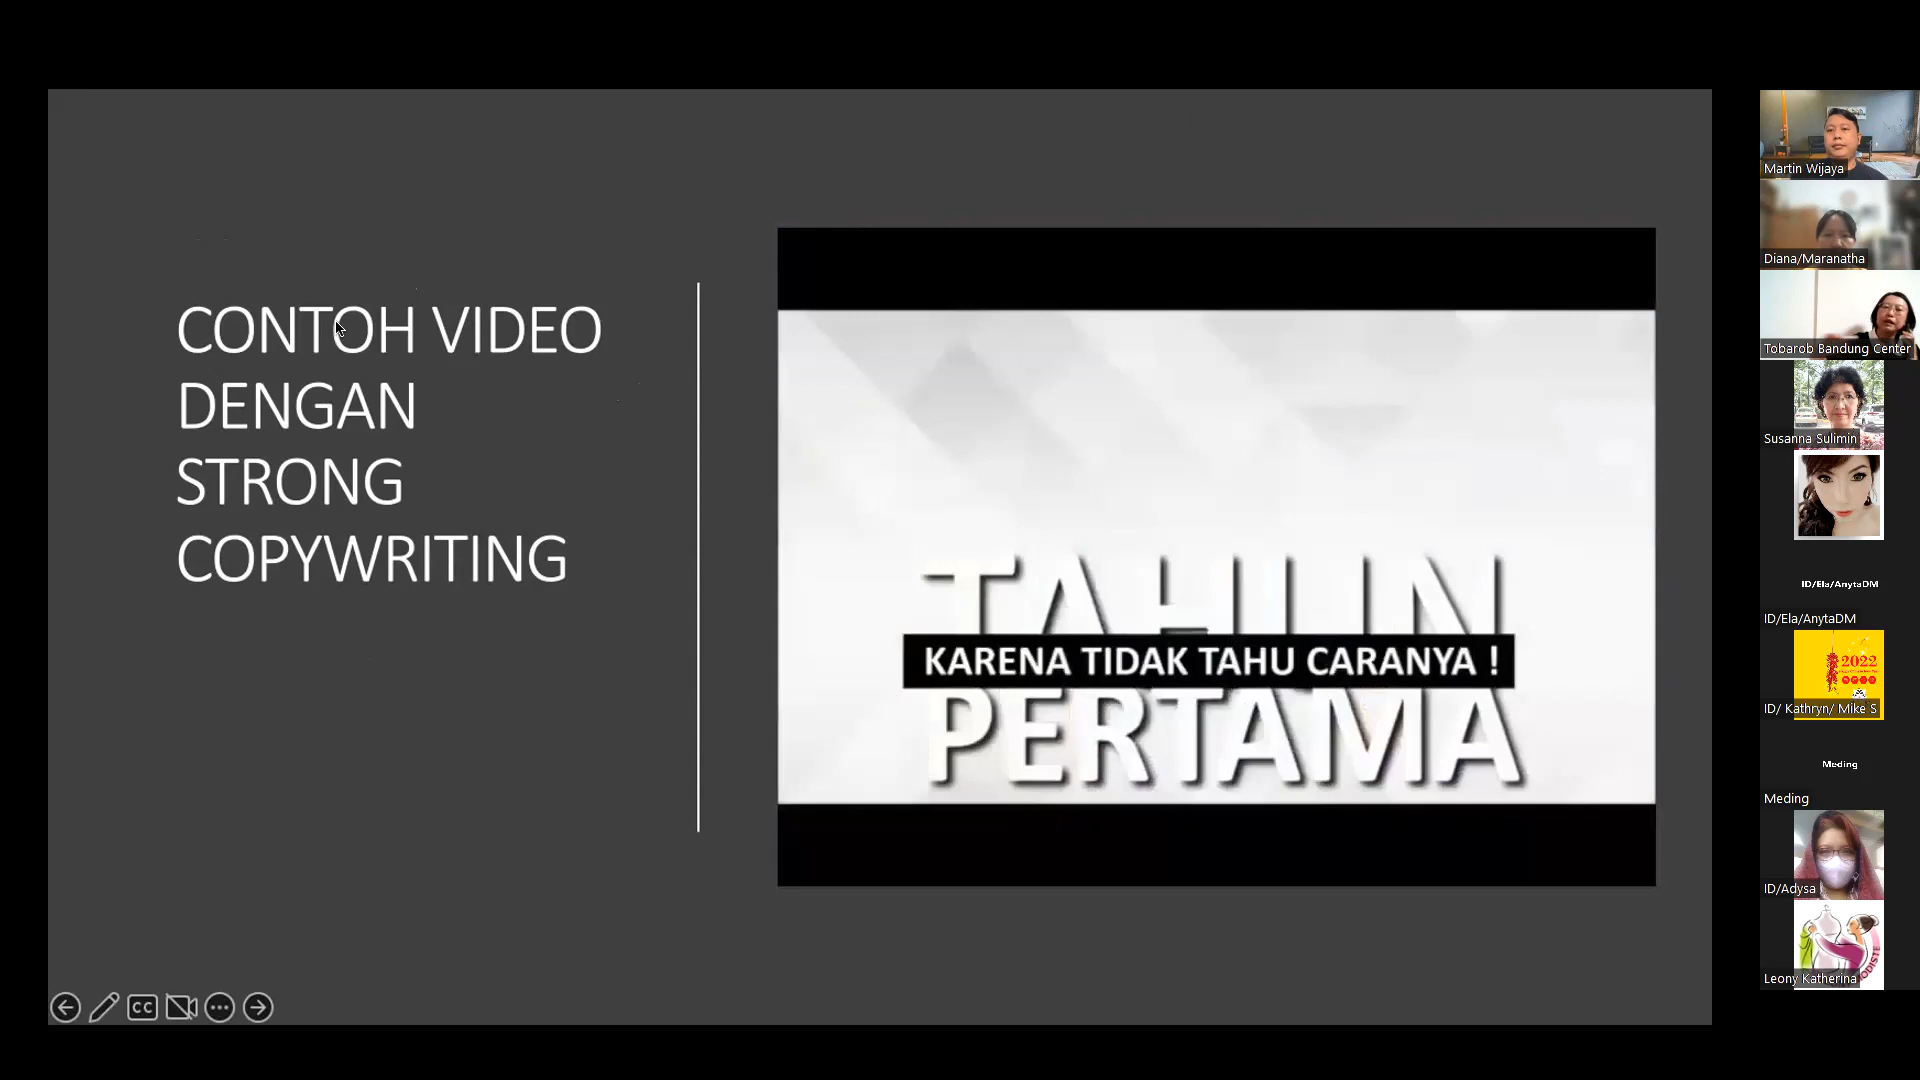 CONTOH VIDEO
DENGAN
STRONG
COPYWRITING
TAHUN
KARENA TIDAK TAHU CARANYA !
PERTAMA
CC
Martin Wijaya
Diana/Maranatha
Tobarob Bandung Center
Susanna Sulimin
ID/Ela/AnytaDM
ID/Ela/AnytaDM
2022
ID/ Kathryn/ Mike S
Meding
Meding
ID/Adysa
Leony Katherina